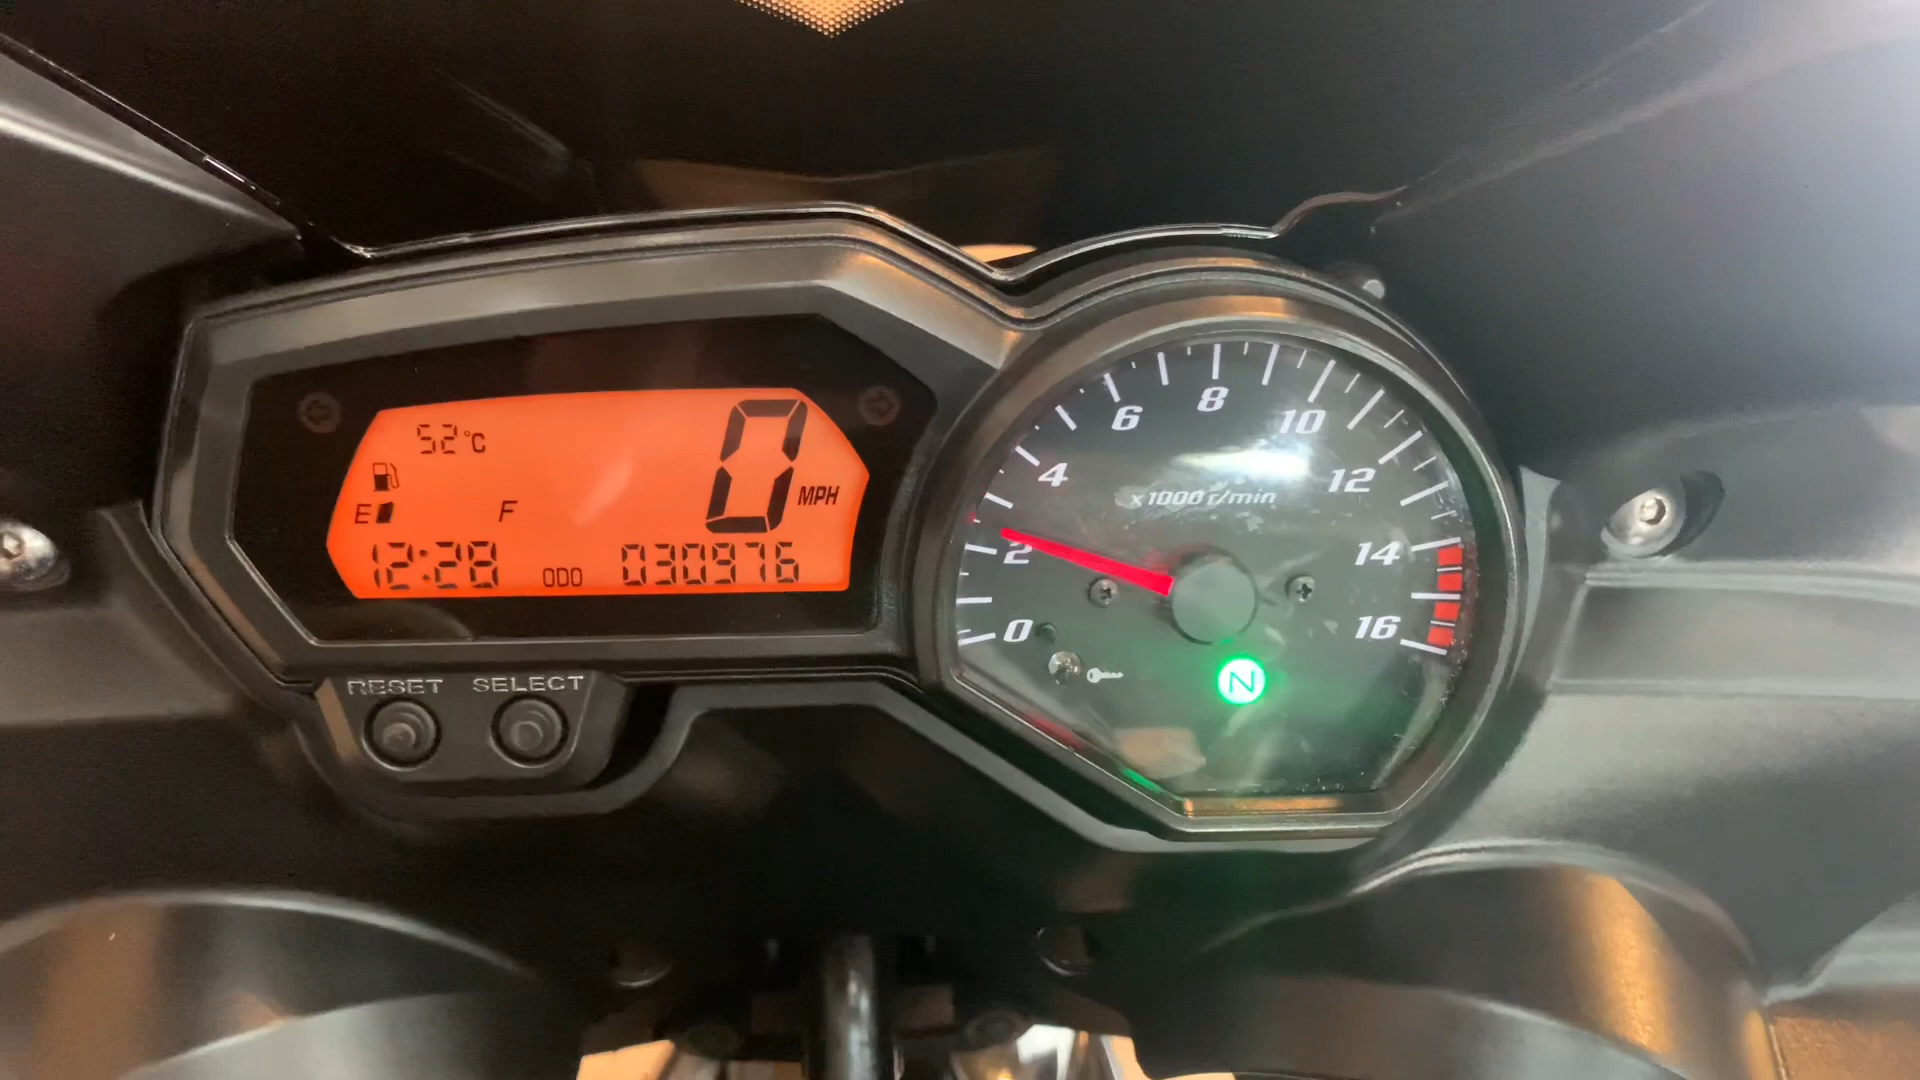 52°C
0 MPH
E F
12:28 ODO 030976
RESET SELECT
0 2 4 6 8 10 12 14 16
x1000 r/min
N